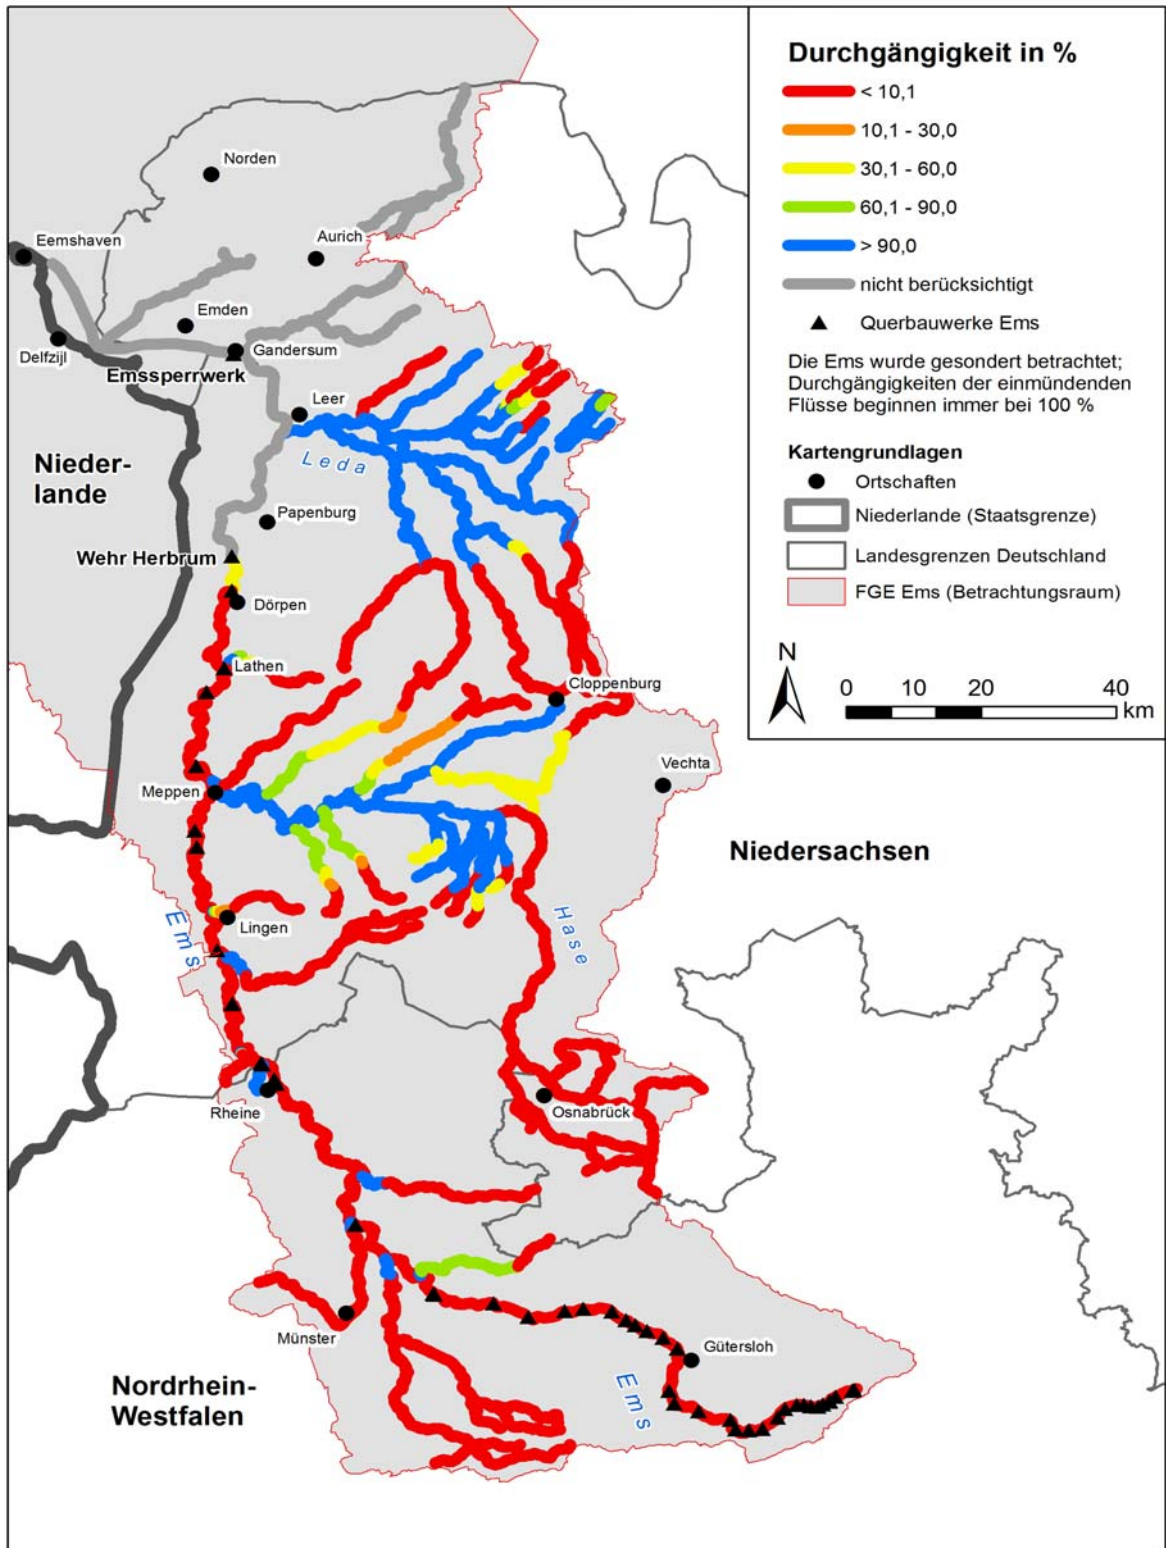 Durchgängigkeit in %
< 10,1
10,1 - 30,0
30,1 - 60,0
60,1 - 90,0
> 90,0
nicht berücksichtigt
Querbauwerke Ems
Die Ems wurde gesondert betrachtet;
Durchgängigkeiten der einmündenden
Flüsse beginnen immer bei 100 %
Kartengrundlagen
Ortschaften
Niederlande (Staatsgrenze)
Landesgrenzen Deutschland
FGE Ems (Betrachtungsraum)
N
0 10 20 40
km
Norden
Eemshaven
Aurich
Emden
Delfzijl
Gandersum
Emssperrwerk
Leer
Leda
Nieder-
lande
Papenburg
Wehr Herbrum
Dörpen
Lathen
Cloppenburg
Vechta
Meppen
Niedersachsen
Lingen
Ems
Hase
Rheine
Osnabrück
Münster
Gütersloh
Ems
Nordrhein-
Westfalen